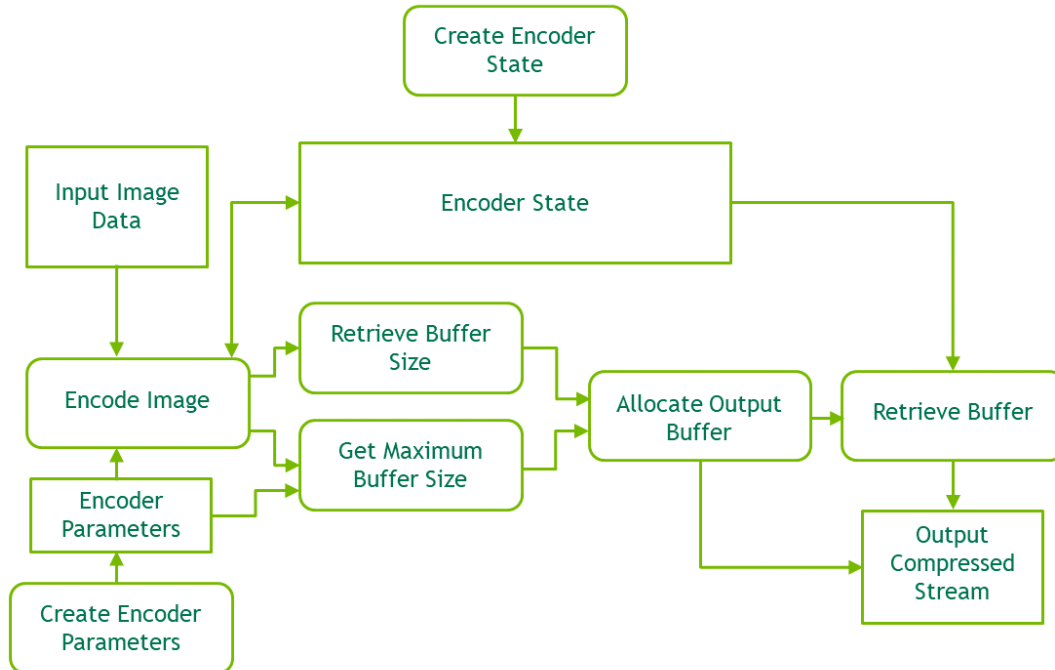 Create Encoder
State
Input Image
Data
Encoder State
Retrieve Buffer
Size
Encode Image
Allocate Output
Buffer
Retrieve Buffer
Get Maximum
Buffer Size
Encoder
Parameters
Output
Compressed
Stream
Create Encoder
Parameters